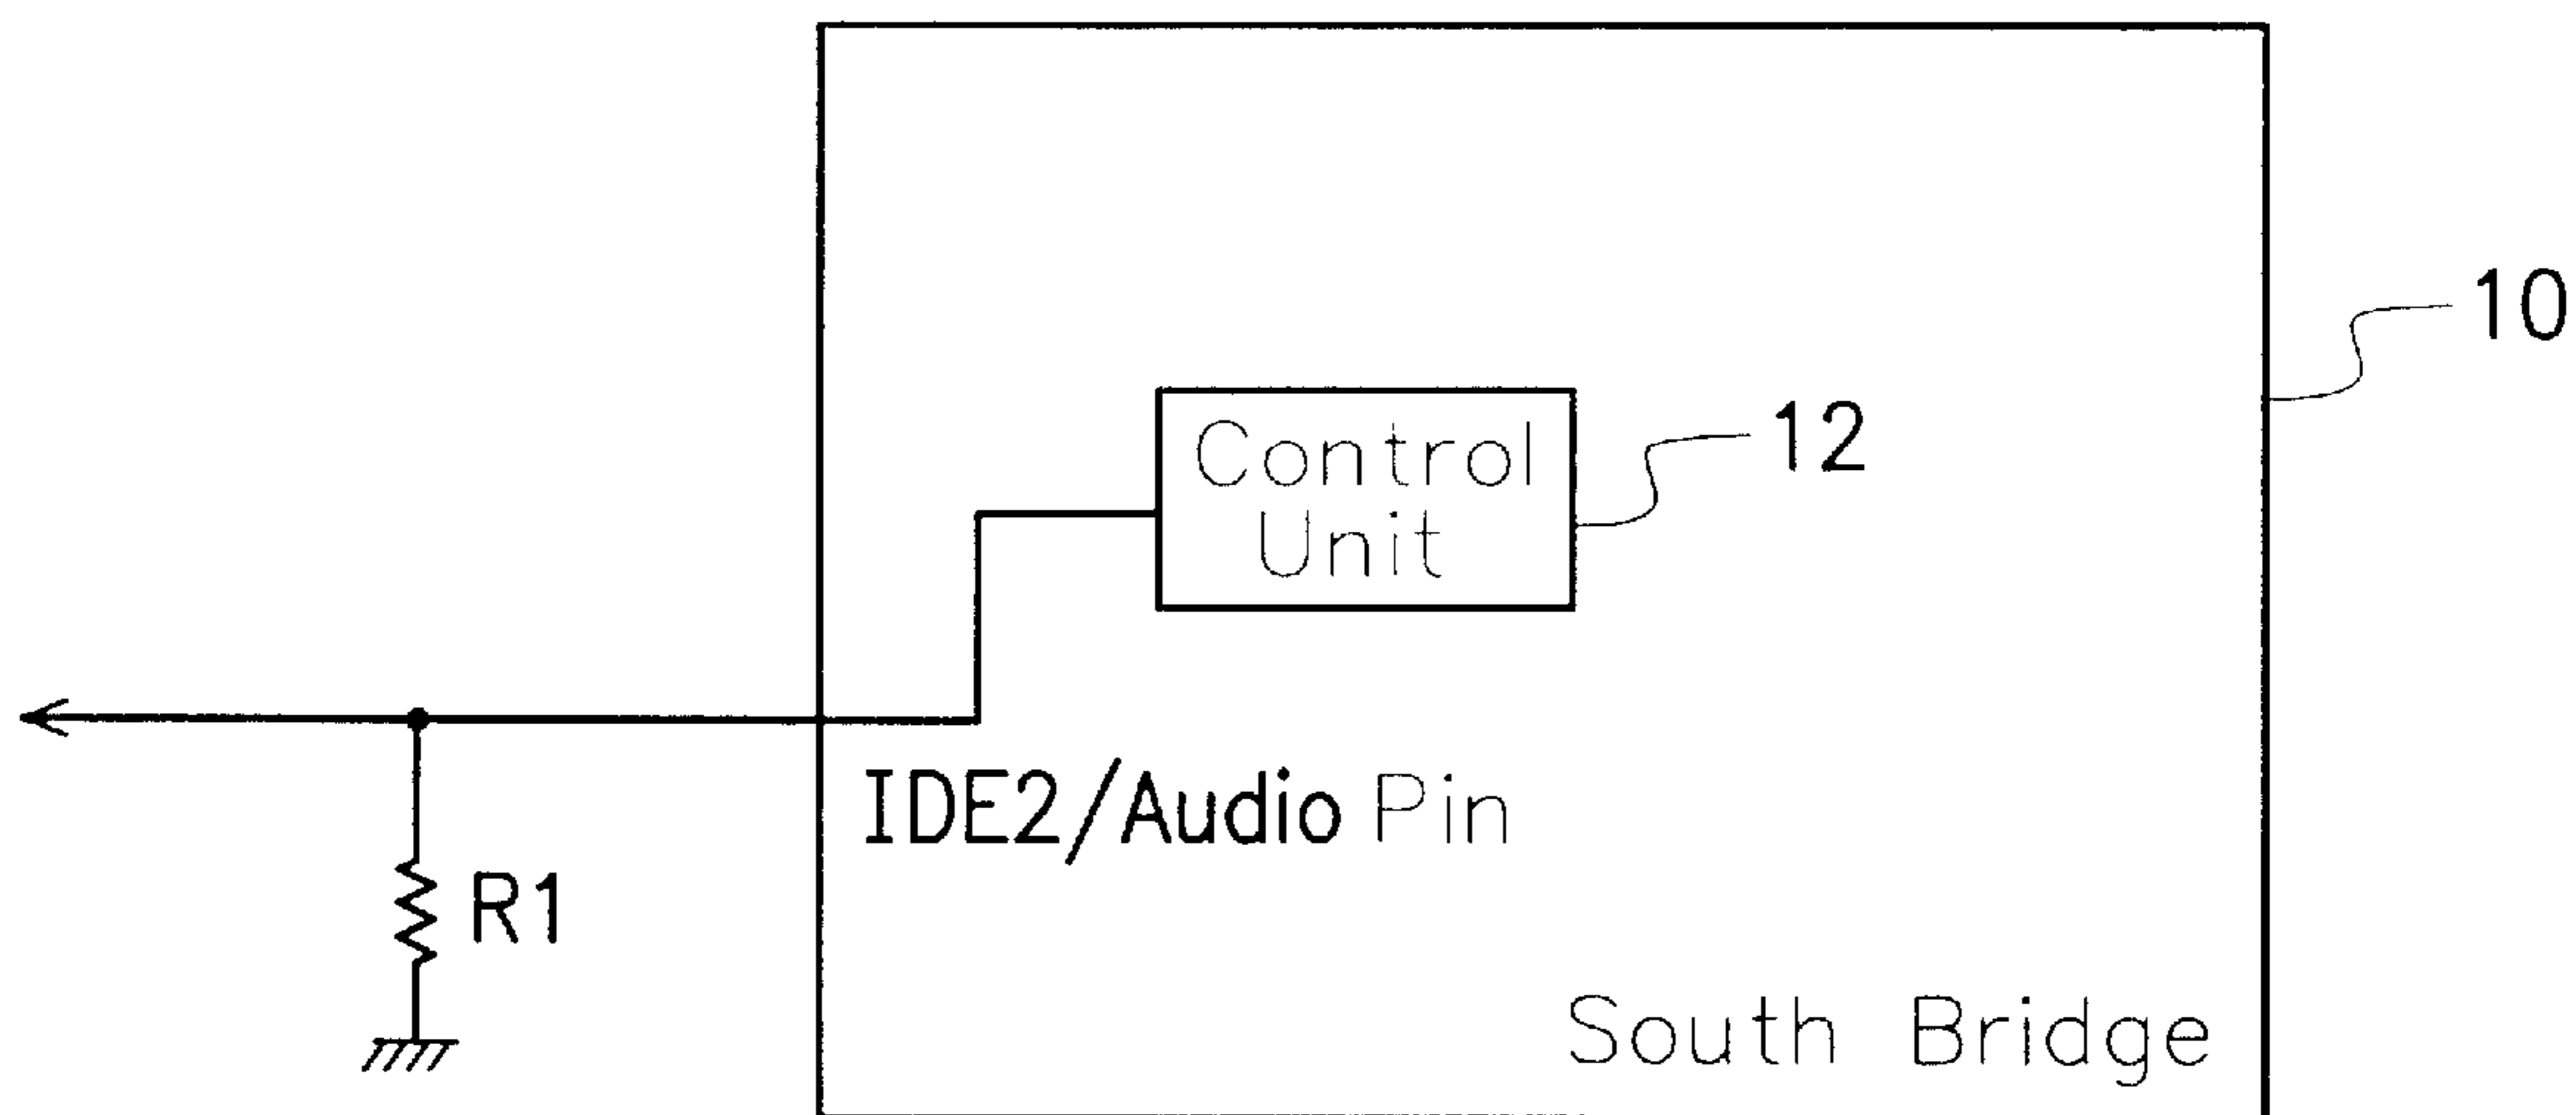 10
12
Control
Unit
IDE2/Audio Pin
R1
South Bridge